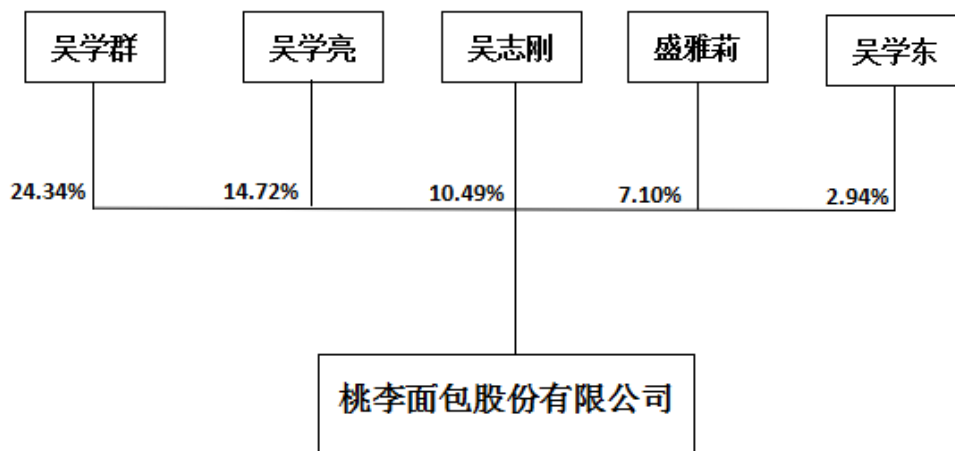 吴学群
吴学亮
吴志刚
盛雅莉
吴学东
24.34%
14.72%
10.49%
7.10%
2.94%
桃李面包股份有限公司